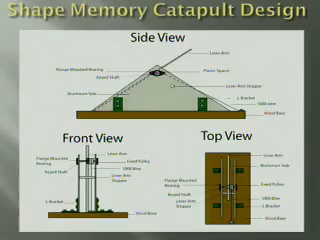 Shape Memory Catapult Design
Side View
Lever Arm
Flange Mounted Bearing
Plastic Spacer
Keyed Shaft
Lever Arm Stopper
Aluminum Side
L-Bracket
SMA wire
Wood Base
Front View
Top View
Lever Arm
Flange Mounted
Bearing
Fixed Pulley
Keyed Shaft
SMA Wire
Lever Arm
Stopper
L-Bracket
Wood Base
Lever Arm
Aluminum Side
Flange Mounted
Bearing
Fixed Pulley
Keyed Shaft
Lever Arm
Stopper
SMA Wire
L-Bracket
Wood Base